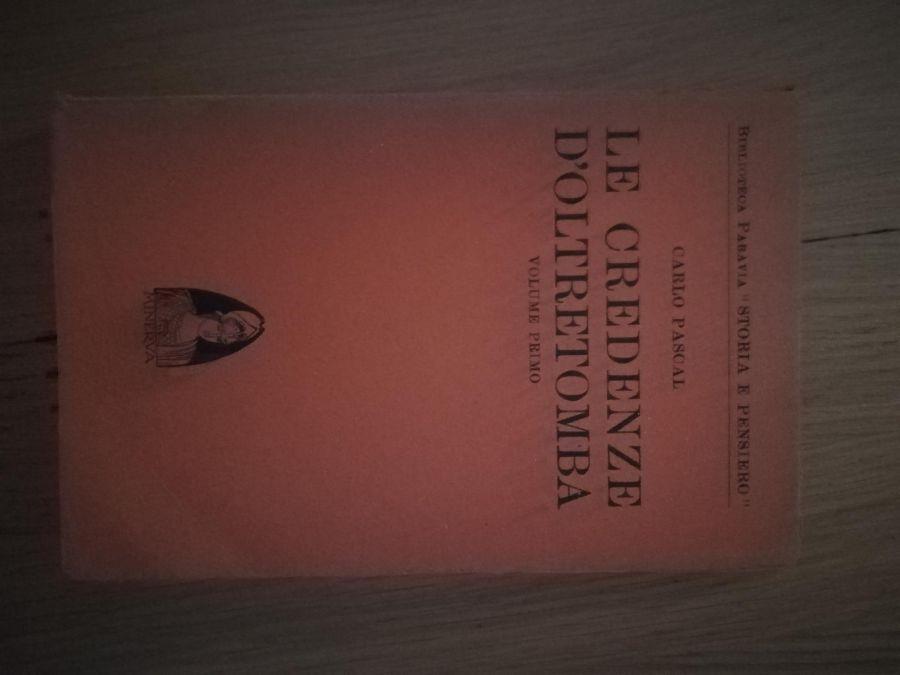 BIBLIOTECA PARAVIA "STORIA E PENSIERO"
CARLO PASCAL
LE CREDENZE
D'OLTRETOMBA
VOLUME PRIMO
MINERVA